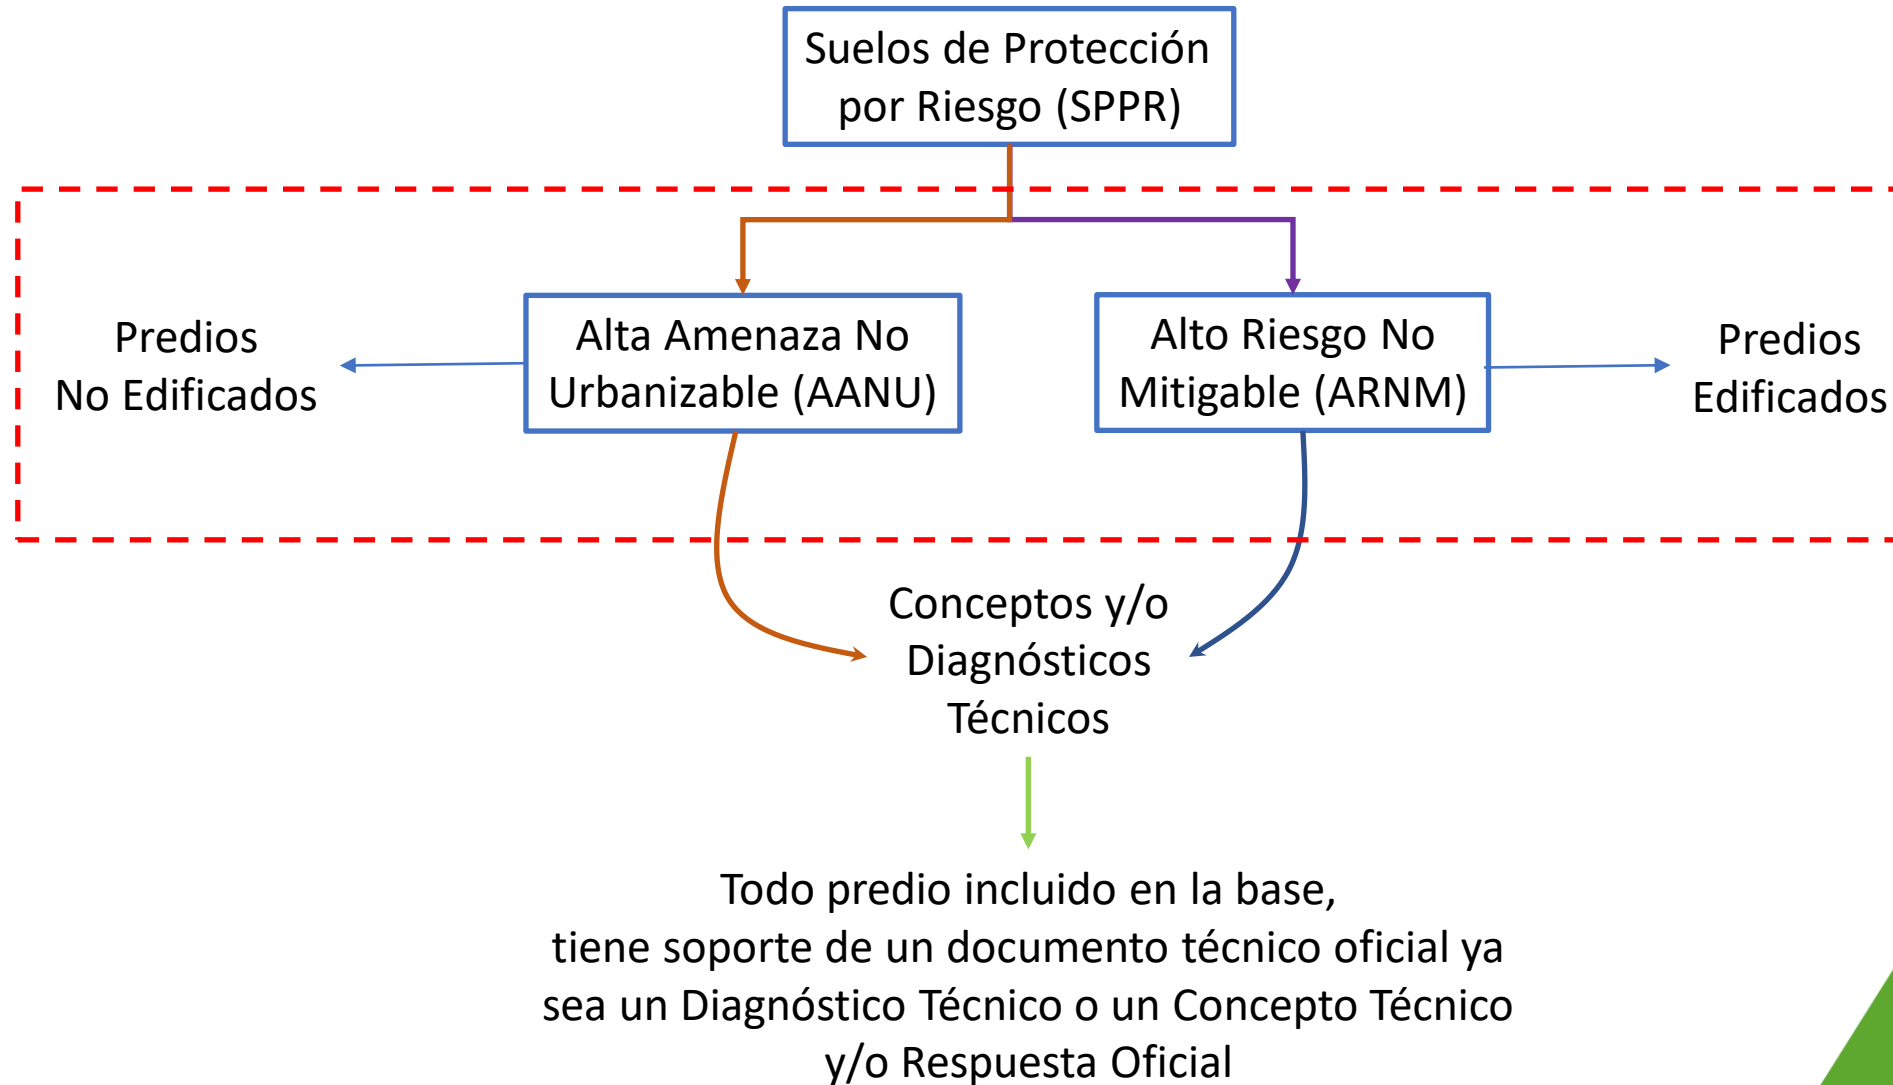 Suelos de Protección
por Riesgo (SPPR)
Predios
No Edificados
Alta Amenaza No
Urbanizable (AANU)
Alto Riesgo No
Mitigable (ARNM)
Predios
Edificados
Conceptos y/o
Diagnósticos
Técnicos
Todo predio incluido en la base,
tiene soporte de un documento técnico oficial ya
sea un Diagnóstico Técnico o un Concepto Técnico
y/o Respuesta Oficial